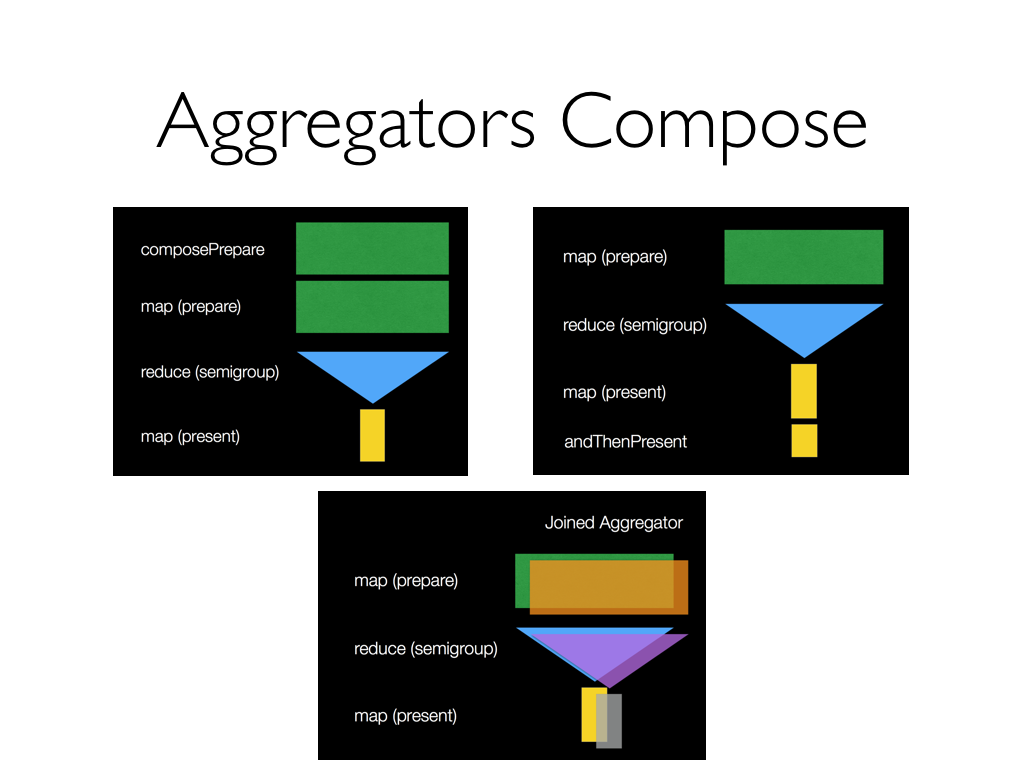 Aggregators Compose
composePrepare
map (prepare)
reduce (semigroup)
map (present)
map (prepare)
reduce (semigroup)
map (present)
andThenPresent
Joined Aggregator
map (prepare)
reduce (semigroup)
map (present)